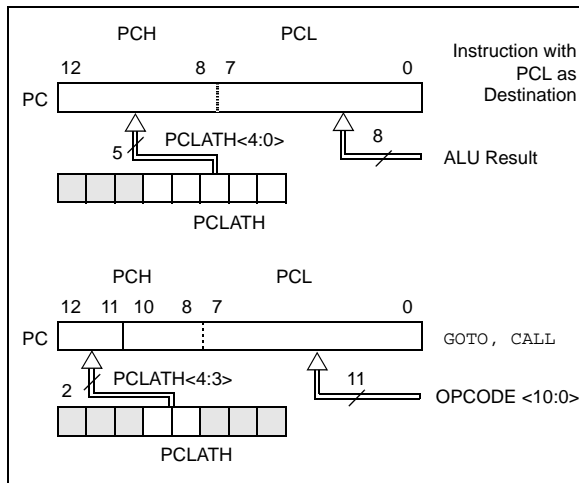 PCH PCL
12 8 7 0
Instruction with
PCL as
Destination
PC
5 PCLATH<4:0>
8
ALU Result
PCLATH
PCH PCL
12 11 10 8 7 0
PC
GOTO, CALL
2 PCLATH<4:3>
11
OPCODE <10:0>
PCLATH